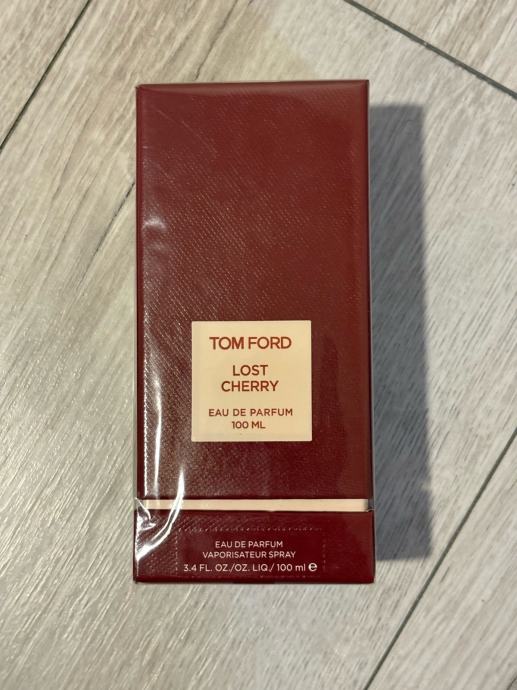 TOM FORD
LOST
CHERRY
EAU DE PARFUM
100 ML
EAU DE PARFUM
VAPORISATEUR SPRAY
3.4 FL. OZ./OZ. LIQ./ 100 ml ℮